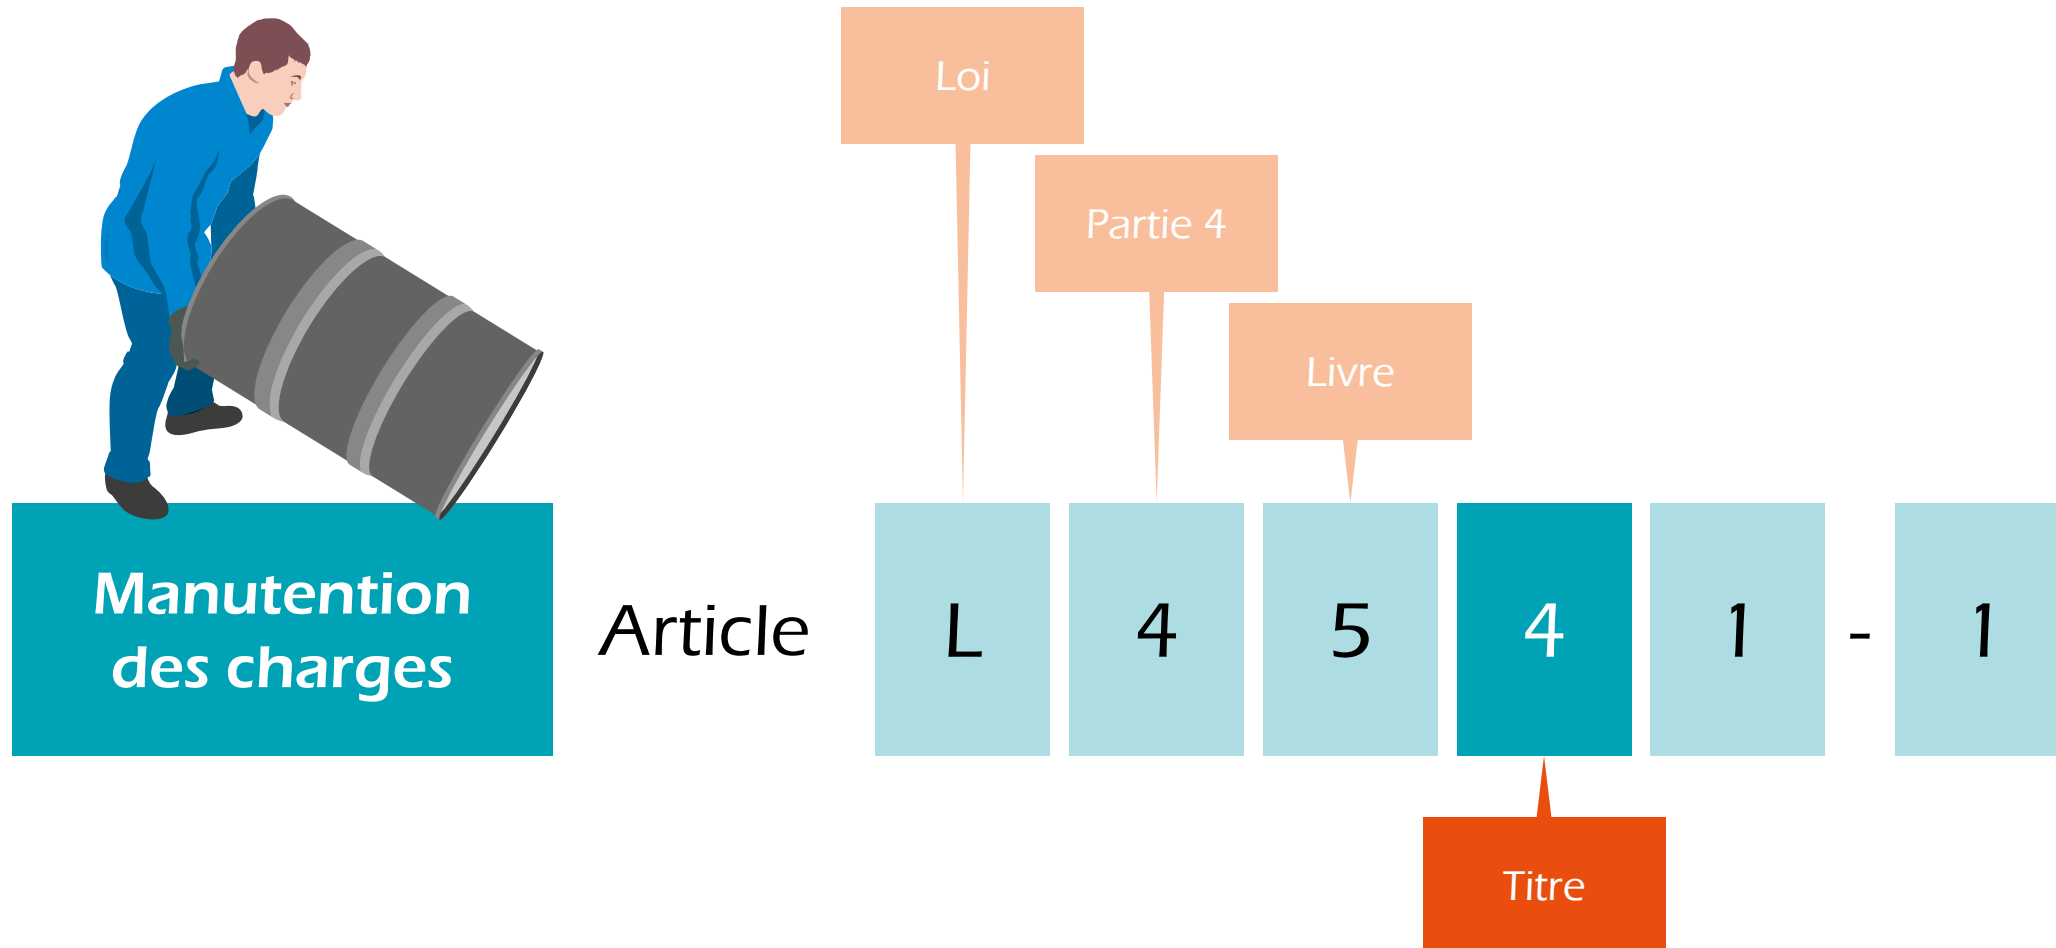 Loi
Partie 4
Livre
Manutention
des charges
Article L 4 5 4 1 - 1
Titre